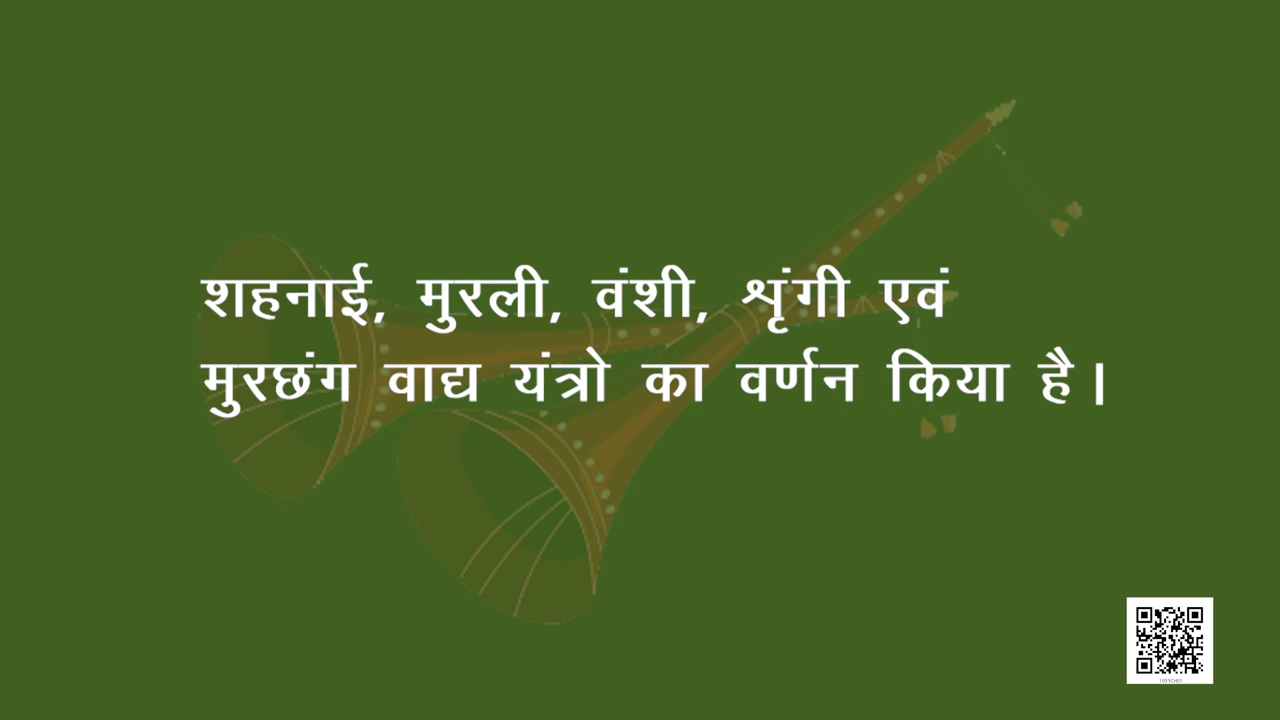 शहनाई, मुरली, वंशी, श्रृंगी एवं
मुरछंग वाद्य यंत्रो का वर्णन किया है।